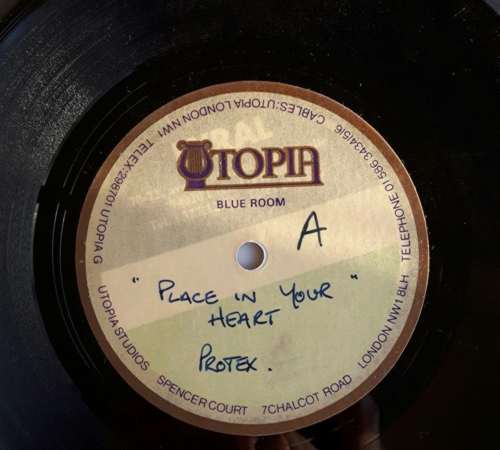 UTOPIA
BLUE ROOM
A
"PLACE IN YOUR"
HEART
PROTEX.
UTOPIA STUDIOS SPENCER COURT 7 CHALCOT ROAD LONDON NW1 8LH TELEPHONE 01 586 3434/5/6 CABLES: UTOPIA LONDON NW1 TELEX: 298701 UTOPIA G